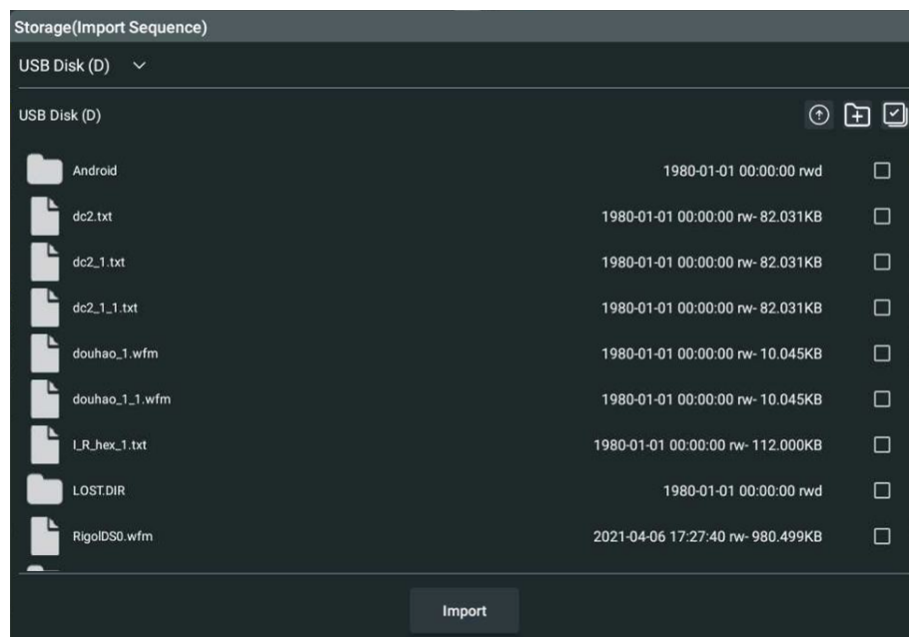 Storage(Import Sequence)
USB Disk (D)
USB Disk (D)
Android 1980-01-01 00:00:00 rwd
dc2.txt 1980-01-01 00:00:00 rw- 82.031KB
dc2_1.txt 1980-01-01 00:00:00 rw- 82.031KB
dc2_1_1.txt 1980-01-01 00:00:00 rw- 82.031KB
douhao_1.wfm 1980-01-01 00:00:00 rw- 10.045KB
douhao_1_1.wfm 1980-01-01 00:00:00 rw- 10.045KB
I_R_hex_1.txt 1980-01-01 00:00:00 rw- 112.000KB
LOST.DIR 1980-01-01 00:00:00 rwd
RigolDS0.wfm 2021-04-06 17:27:40 rw- 980.499KB
Import